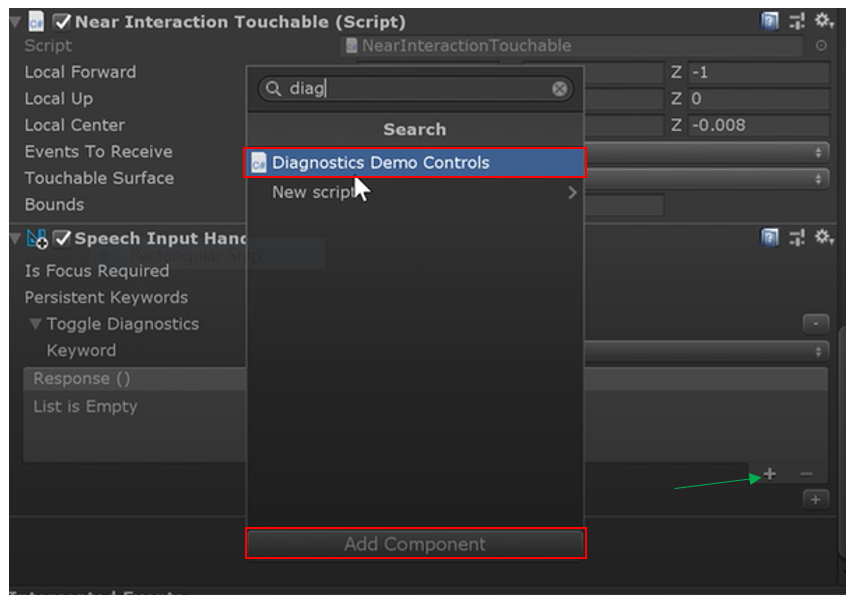 Near Interaction Touchable (Script)
Script NearInteractionTouchable
Local Forward Z -1
Local Up Z 0
Local Center Z -0.008
Events To Receive
Touchable Surface
Bounds
diag
Search
C# Diagnostics Demo Controls
New script
Speech Input Hand
Rectangular Ship
Is Focus Required
Persistent Keywords
Toggle Diagnostics
Keyword
Response ()
List is Empty
Add Component